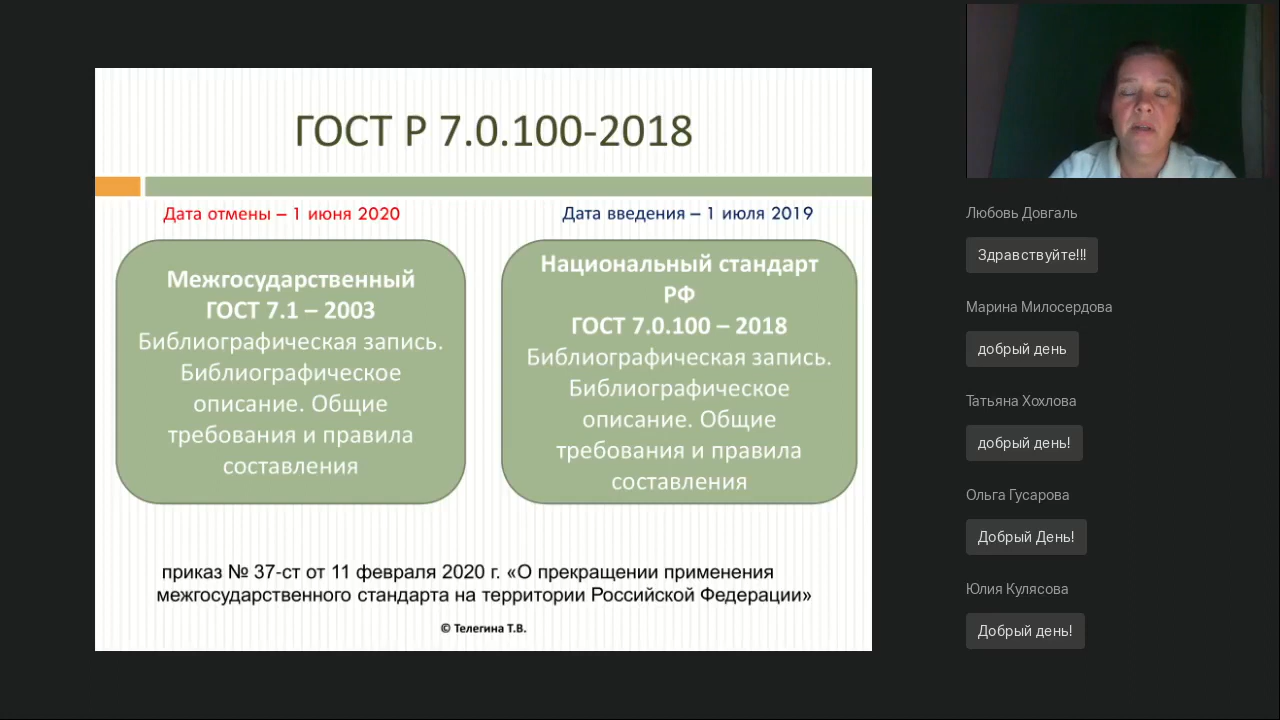 ГОСТ Р 7.0.100-2018
Дата отмены – 1 июня 2020
Дата введения – 1 июля 2019
Межгосударственный
ГОСТ 7.1 – 2003
Библиографическая запись.
Библиографическое
описание. Общие
требования и правила
составления
Национальный стандарт
РФ
ГОСТ 7.0.100 – 2018
Библиографическая запись.
Библиографическое
описание. Общие
требования и правила
составления
приказ № 37-ст от 11 февраля 2020 г. «О прекращении применения
межгосударственного стандарта на территории Российской Федерации»
© Телегина Т.В.
Любовь Довгаль
Здравствуйте!!!
Марина Милосердова
добрый день
Татьяна Хохлова
добрый день!
Ольга Гусарова
Добрый День!
Юлия Кулясова
Добрый день!